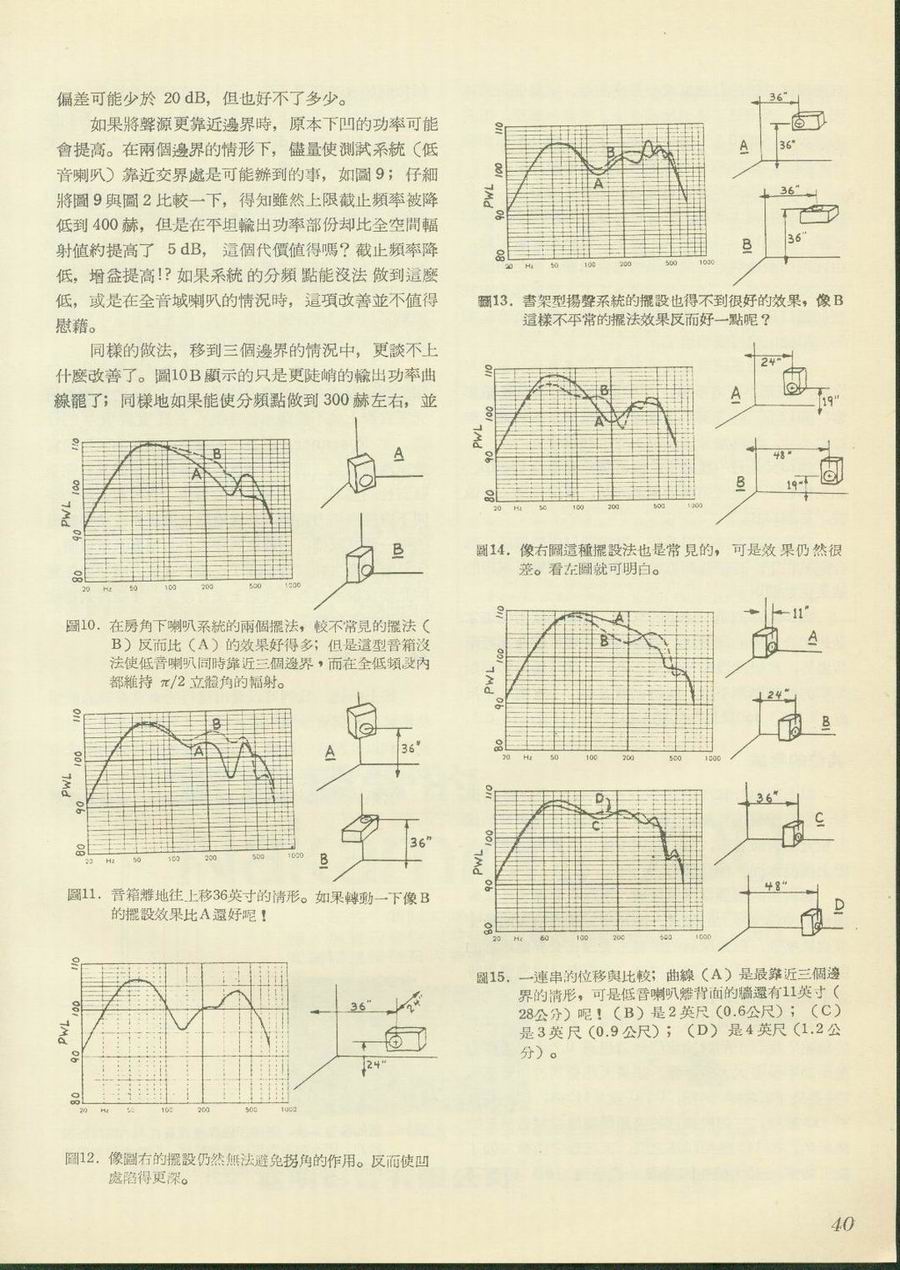 偏差可能少於 20 dB，但也好不了多少。
如果將聲源更靠近邊界時，原本下凹的功率可能
會提高。在兩個邊界的情形下，儘量使測試系統（低
音喇叭）靠近交界處是可能辦到的事，如圖 9；仔細
將圖 9 與圖 2 比較一下，得知雖然上限截止頻率被降
低到 400 赫，但是在平坦輸出功率部份却比全空間輻
射値約提高了 5 dB，這個代價值得嗎？截止頻率降
低，增益提高!? 如果系統的分頻點能沒法做到這麼
低，或是在全音域喇叭的情況時，這項改善並不值得
慰藉。
同樣的做法，移到三個邊界的情況中，更談不上
什麼改善了。圖10B 顯示的只是更陡峭的輸出功率曲
線罷了；同樣地如果能使分頻點做到 300 赫左右，並
110
100
PWL
90
80
20 Hz 50 100 200 500 1000
A
B
A
B
圖10. 在房角下喇叭系統的兩個擺法，較不常見的擺法（
B）反而比（A）的效果好得多；但是這型音箱沒
法使低音喇叭同時靠近三個邊界，而在全低頻段內
都維持 π/2 立體角的輻射。
110
100
PWL
90
80
20 Hz 50 100 200 500 1000
A
B
A
36"
B
36"
圖11. 音箱離地往上移36英寸的情形。如果轉動一下像B
的擺設效果比A還好呢！
110
100
PWL
90
80
20 Hz 50 100 200 500 1000
36"
24"
24"
圖12. 像圖右的擺設仍然無法避免拐角的作用。反而使凹
處陷得更深。
110
100
PWL
90
80
20 Hz 50 100 200 500 1000
A
B
A
36"
36"
B
36"
36"
圖13. 書架型揚聲系統的擺設也得不到很好的效果，像B
這樣不平常的擺法效果反而好一點呢？
110
100
PWL
90
80
20 Hz 50 100 200 500 1000
A
B
A
24"
19"
B
48"
19"
圖14. 像右圖這種擺設法也是常見的，可是效果仍然很
差。看左圖就可明白。
110
100
PWL
90
80
20 Hz 50 100 200 500 1000
A
B
11"
A
24"
B
110
100
PWL
90
80
20 Hz 60 100 200 500 1000
D
C
36"
C
48"
D
圖15. 一連串的位移與比較；曲線（A）是最靠近三個邊
界的情形，可是低音喇叭離背面的牆還有11英寸（
28公分）呢！（B）是2英尺（0.6公尺）；（C）
是3英尺（0.9公尺）；（D）是4英尺（1.2公
分）。
40